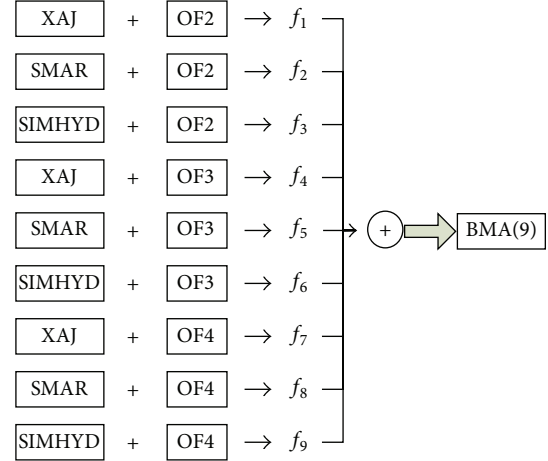 XAJ + OF2 → f₁
SMAR + OF2 → f₂
SIMHYD + OF2 → f₃
XAJ + OF3 → f₄
SMAR + OF3 → f₅
+ BMA(9)
SIMHYD + OF3 → f₆
XAJ + OF4 → f₇
SMAR + OF4 → f₈
SIMHYD + OF4 → f₉